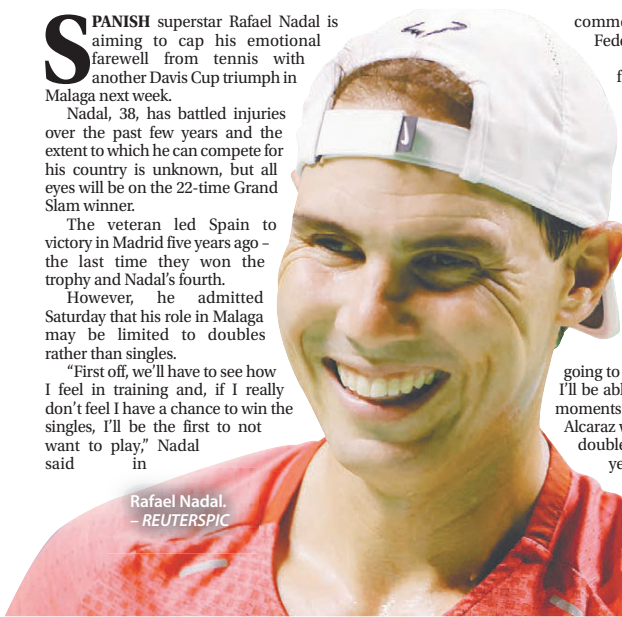 SPANISH superstar Rafael Nadal is
aiming to cap his emotional
farewell from tennis with
another Davis Cup triumph in
Malaga next week.
Nadal, 38, has battled injuries
over the past few years and the
extent to which he can compete for
his country is unknown, but all
eyes will be on the 22-time Grand
Slam winner.
The veteran led Spain to
victory in Madrid five years ago –
the last time they won the
trophy and Nadal's fourth.
However, he admitted
Saturday that his role in Malaga
may be limited to doubles
rather than singles.
"First off, we'll have to see how
I feel in training and, if I really
don't feel I have a chance to win the
singles, I'll be the first to not
want to play," Nadal
said in
Rafael Nadal.
– REUTERSPIC
going to
I'll be
moments
Alcaraz